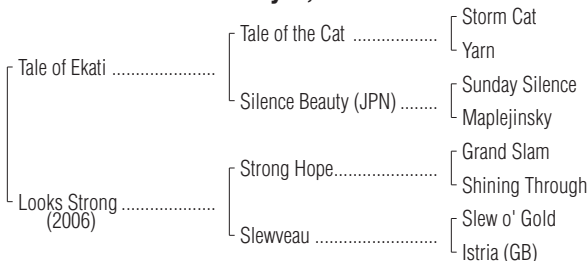 Storm Cat
Tale of the Cat ..................
Yarn
Tale of Ekati ......................
Sunday Silence
Silence Beauty (JPN) ........
Maplejinsky
Grand Slam
Strong Hope......................
Shining Through
Looks Strong ....................
(2006)
Slew o' Gold
Slewveau ..........................
Istria (GB)